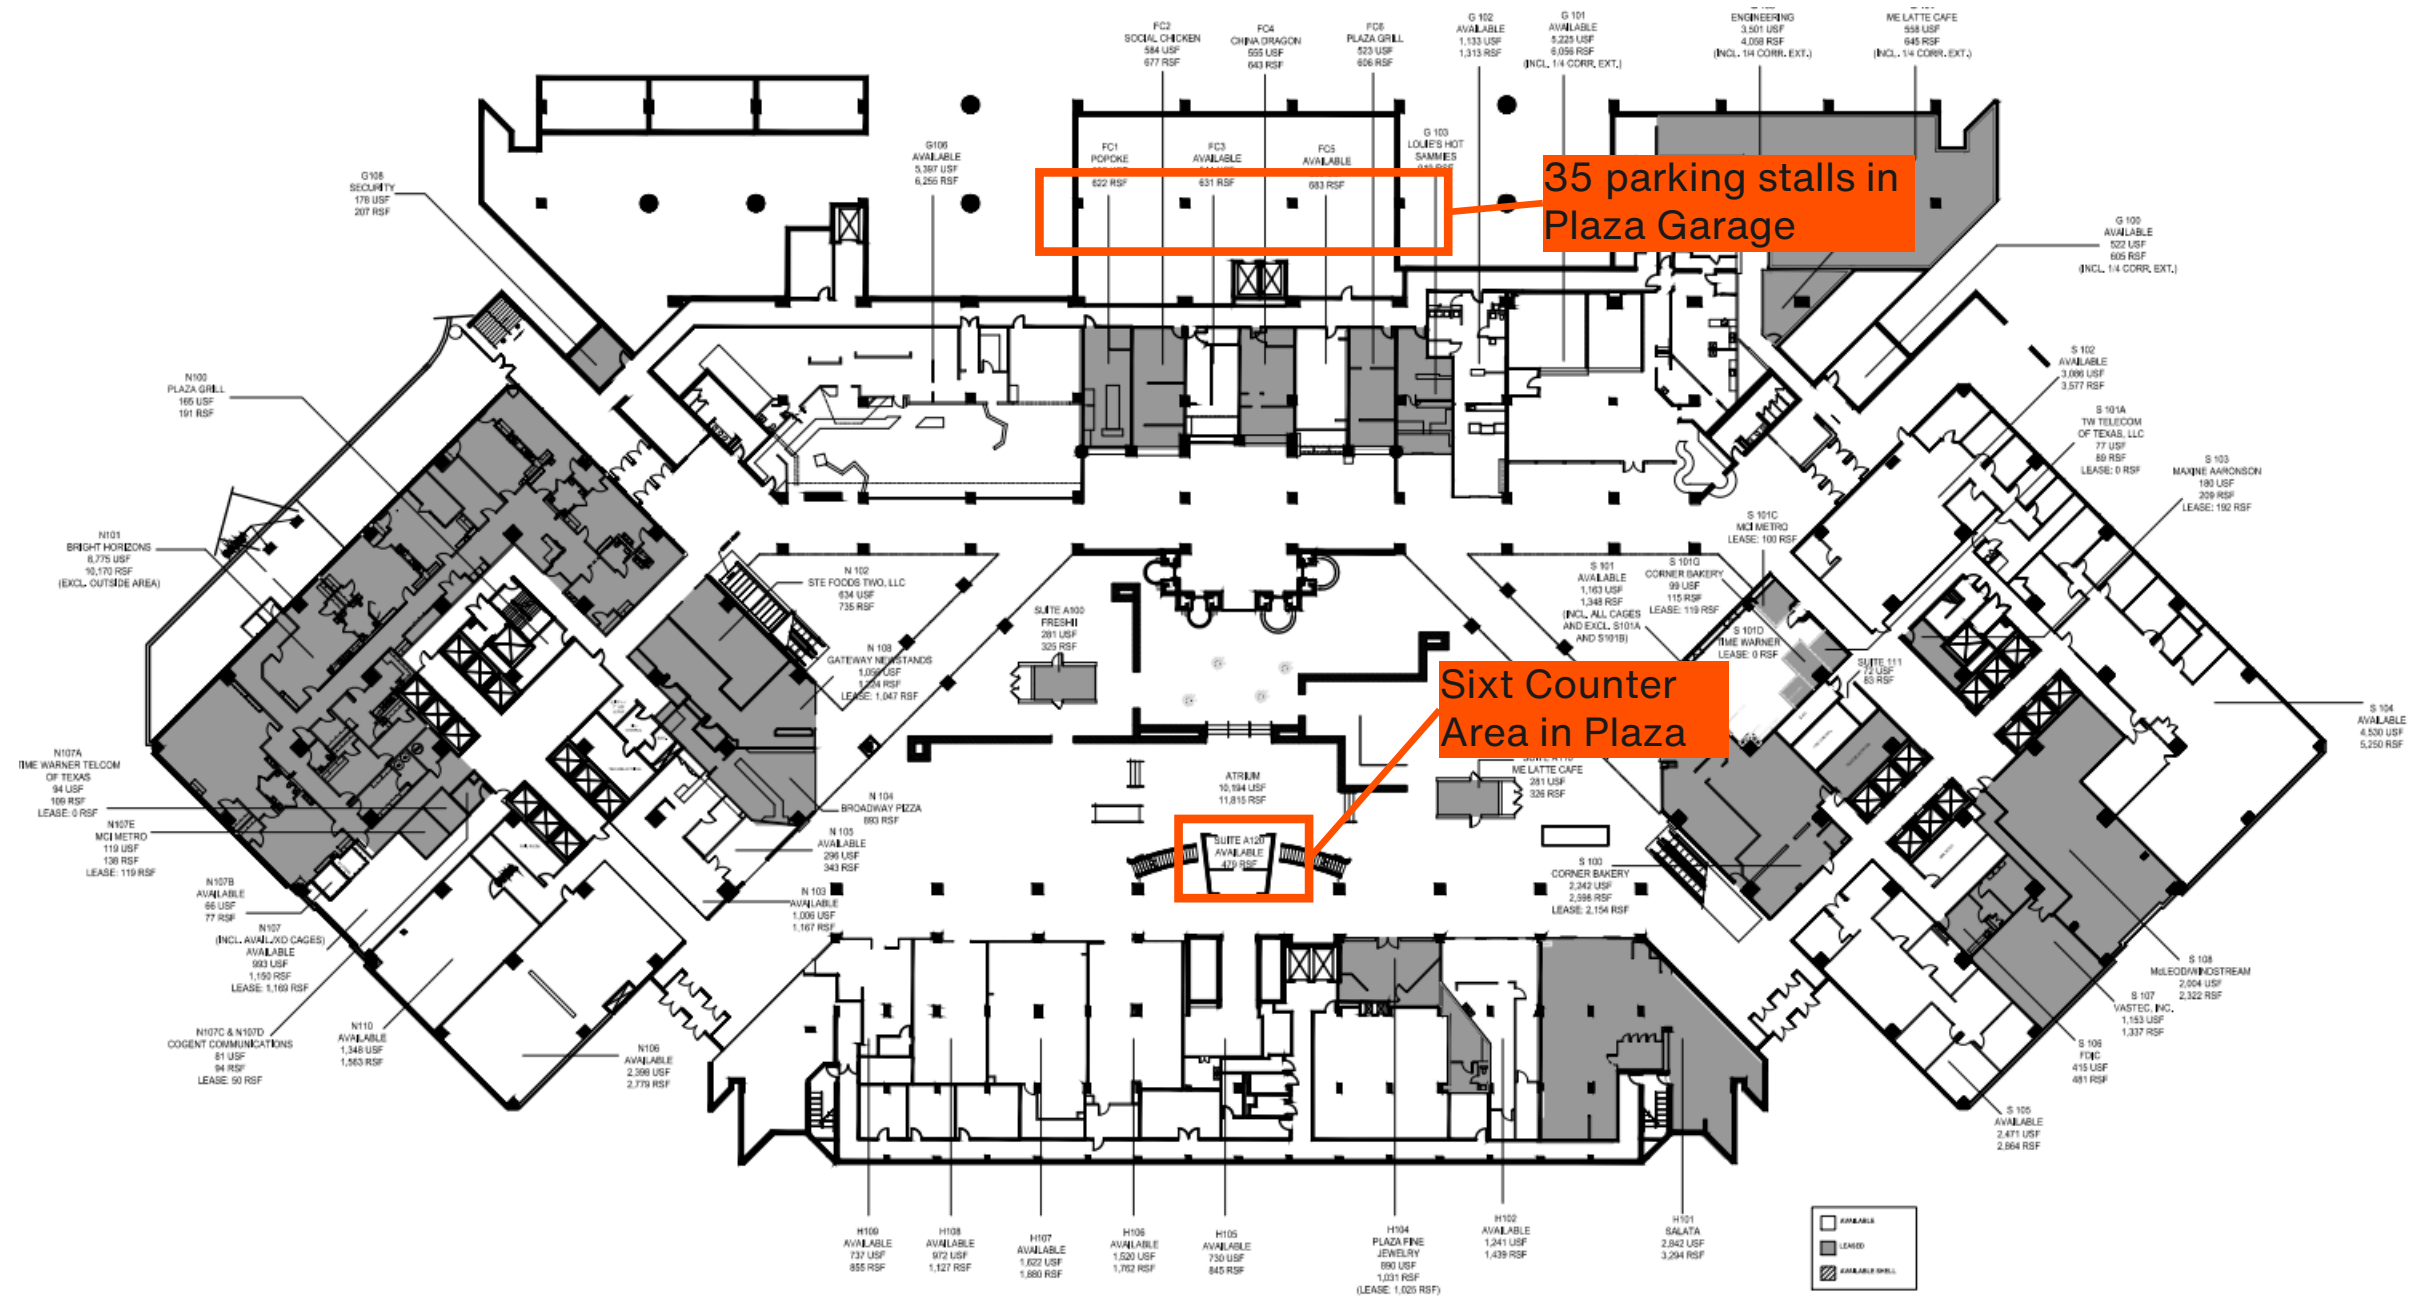 FC2
SOCIAL CHICKEN
584 USF
677 RSF
FC4
CHINA DRAGON
555 USF
643 RSF
FC6
PLAZA GRILL
523 USF
606 RSF
G 102
AVAILABLE
1,133 USF
1,313 RSF
G 101
AVAILABLE
5,225 USF
6,056 RSF
(INCL. 1/4 CORR. EXT.)
ENGINEERING
3,501 USF
4,058 RSF
(INCL. 1/4 CORR. EXT.)
ME LATTE CAFE
558 USF
645 RSF
(INCL. 1/4 CORR. EXT.)
G106
AVAILABLE
5,397 USF
6,255 RSF
FC1
POPOKE
622 RSF
FC3
AVAILABLE
631 RSF
FC5
AVAILABLE
683 RSF
G 103
LOUIE'S HOT
SAMMIES
35 parking stalls in
Plaza Garage
G108
SECURITY
178 USF
207 RSF
G 100
AVAILABLE
522 USF
605 RSF
(INCL. 1/4 CORR. EXT.)
N100
PLAZA GRILL
165 USF
191 RSF
S 102
AVAILABLE
3,086 USF
3,577 RSF
S 101A
TW TELECOM
OF TEXAS, LLC
77 USF
89 RSF
LEASE: 0 RSF
S 103
MAXINE AARONSON
180 USF
209 RSF
LEASE: 192 RSF
N101
BRIGHT HORIZONS
8,775 USF
10,170 RSF
(EXCL. OUTSIDE AREA)
N 102
STE FOODS TWO, LLC
634 USF
735 RSF
S 101C
MCI METRO
LEASE: 100 RSF
S 101
AVAILABLE
1,163 USF
1,348 RSF
(INCL. ALL CAGES
AND EXCL. S101A
AND S101B)
CORNER BAKERY
99 USF
115 RSF
LEASE: 119 RSF
S 101D
TIME WARNER
LEASE: 0 RSF
SUITE A100
FRESHII
281 USF
325 RSF
N 108
GATEWAY NEWSTANDS
LEASE: 1,047 RSF
SUITE 111
72 USF
83 RSF
Sixt Counter
Area in Plaza
S 104
AVAILABLE
4,530 USF
5,250 RSF
N107A
TIME WARNER TELCOM
OF TEXAS
94 USF
109 RSF
LEASE: 0 RSF
ATRIUM
10,194 USF
11,815 RSF
ME LATTE CAFE
281 USF
326 RSF
N 104
BROADWAY PIZZA
893 RSF
N107E
MCI METRO
119 USF
138 RSF
LEASE: 119 RSF
N 105
AVAILABLE
296 USF
343 RSF
SUITE A120
AVAILABLE
479 RSF
S 100
CORNER BAKERY
2,242 USF
2,598 RSF
LEASE: 2,154 RSF
N107B
AVAILABLE
66 USF
77 RSF
N 103
AVAILABLE
1,006 USF
1,167 RSF
N107
(INCL. AVAIL./XO CAGES)
AVAILABLE
993 USF
1,150 RSF
LEASE: 1,169 RSF
S 108
McLEOD/WINDSTREAM
2,004 USF
2,322 RSF
S 107
VASTEC, INC.
1,153 USF
1,337 RSF
N107C & N107D
COGENT COMMUNICATIONS
81 USF
94 RSF
LEASE: 50 RSF
N110
AVAILABLE
1,348 USF
1,563 RSF
N106
AVAILABLE
2,398 USF
2,779 RSF
S 106
FDIC
415 USF
481 RSF
S 105
AVAILABLE
2,471 USF
2,864 RSF
H109
AVAILABLE
737 USF
855 RSF
H108
AVAILABLE
972 USF
1,127 RSF
H107
AVAILABLE
1,622 USF
1,880 RSF
H106
AVAILABLE
1,520 USF
1,762 RSF
H105
AVAILABLE
730 USF
845 RSF
H104
PLAZA FINE
JEWELRY
890 USF
1,031 RSF
(LEASE: 1,025 RSF)
H102
AVAILABLE
1,241 USF
1,439 RSF
H101
SALATA
2,842 USF
3,294 RSF
AVAILABLE
LEASED
AVAILABLE SHELL